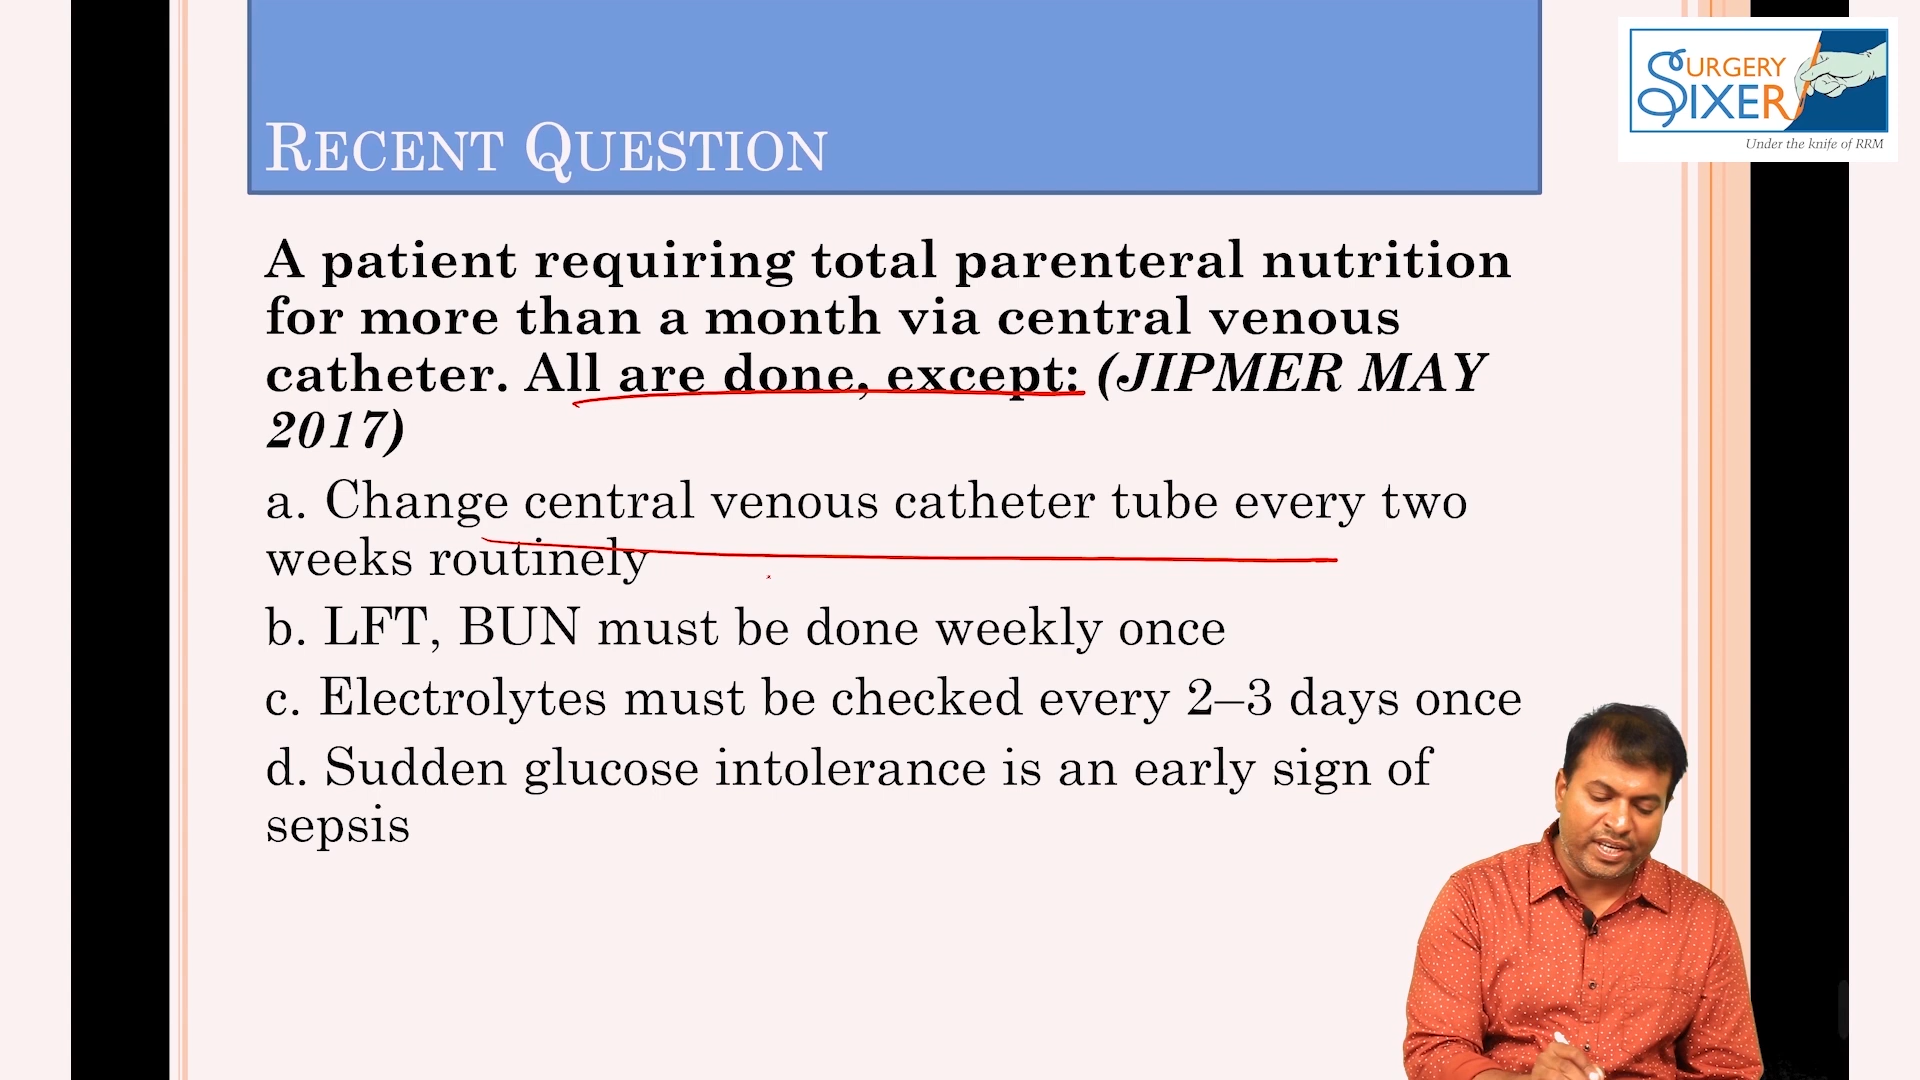 RECENT QUESTION
SURGERY
SIXER
Under the knife of RRM
A patient requiring total parenteral nutrition
for more than a month via central venous
catheter. All are done, except: (JIPMER MAY
2017)
a. Change central venous catheter tube every two
weeks routinely
b. LFT, BUN must be done weekly once
c. Electrolytes must be checked every 2–3 days once
d. Sudden glucose intolerance is an early sign of
sepsis